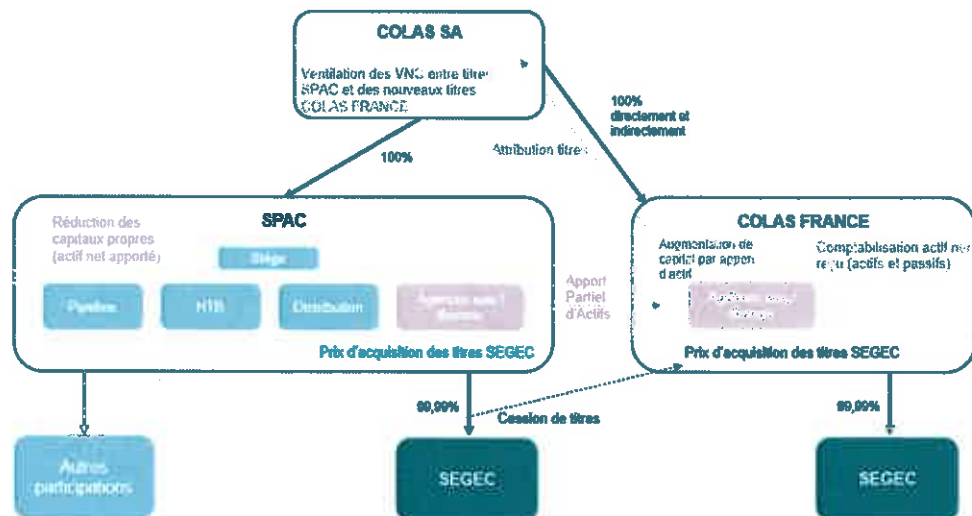 COLAS SA
Ventilation des VNC entre titres
SPAC et des nouveaux titres
COLAS FRANCE
100%
directement et
indirectement
Attribution titres
100%
Réduction des
capitaux propres
(actif net apporté)
SPAC
Siège
Pipeline
HTB
Distribution
Prix d'acquisition des titres SEGEC
Apport
Partiel
d'Actifs
COLAS FRANCE
Augmentation de
capital par apport
d'actif
Comptabilisation actif net
reçu (actifs et passifs)
Prix d'acquisition des titres SEGEC
99,99%
Cession de titres
99,99%
Autres
participations
SEGEC
SEGEC